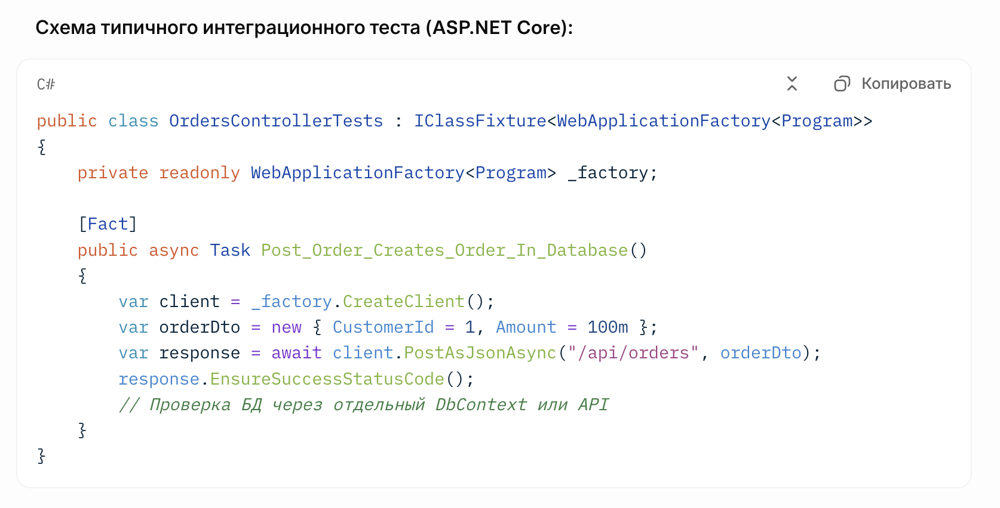 Схема типичного интеграционного теста (ASP.NET Core):
C#
Копировать
public class OrdersControllerTests : IClassFixture<WebApplicationFactory<Program>>
{
    private readonly WebApplicationFactory<Program> _factory;

    [Fact]
    public async Task Post_Order_Creates_Order_In_Database()
    {
        var client = _factory.CreateClient();
        var orderDto = new { CustomerId = 1, Amount = 100m };
        var response = await client.PostAsJsonAsync("/api/orders", orderDto);
        response.EnsureSuccessStatusCode();
        // Проверка БД через отдельный DbContext или API
    }
}